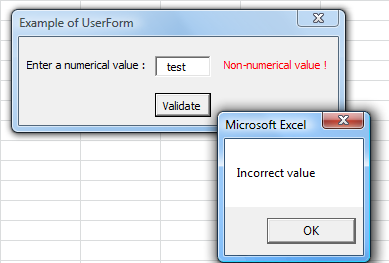 Example of UserForm
Enter a numerical value : test Non-numerical value !
Validate
Microsoft Excel
Incorrect value
OK